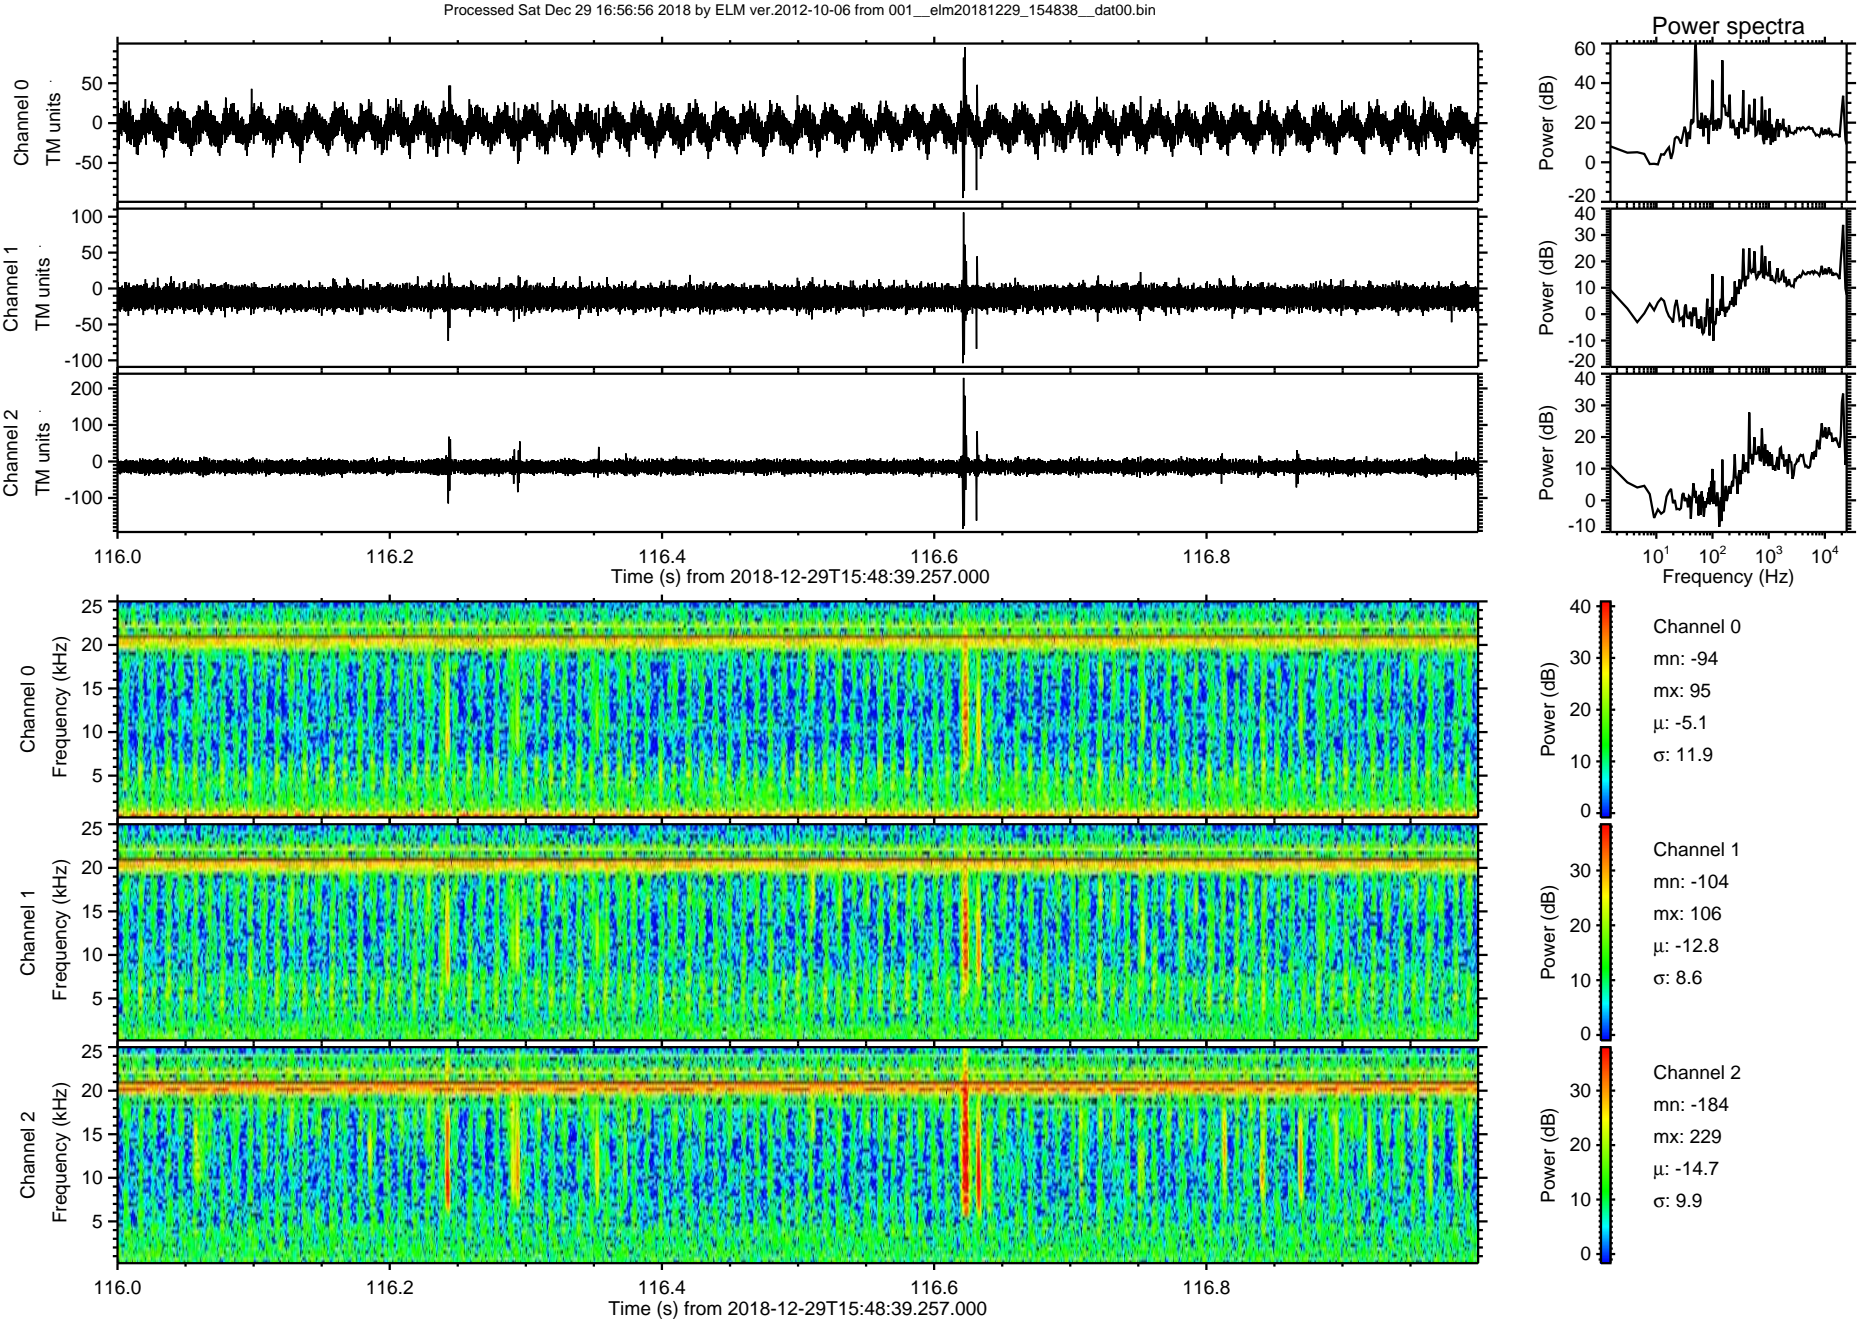 Processed Sat Dec 29 16:56:56 2018 by ELM ver.2012-10-06 from 001__elm20181229_154838__dat00.bin
Power spectra
Channel 0
TM units
50
0
-50
Power (dB)
60
40
20
0
-20
Channel 1
TM units
100
50
0
-50
-100
Power (dB)
40
30
20
10
0
-10
-20
Channel 2
TM units
200
100
0
-100
Power (dB)
40
30
20
10
0
-10
116.0 116.2 116.4 116.6 116.8
Time (s) from 2018-12-29T15:48:39.257.000
10¹ 10² 10³ 10⁴
Frequency (Hz)
Channel 0
Frequency (kHz)
25
20
15
10
5
Power (dB)
40
30
20
10
0
Channel 0
mn: -94
mx: 95
μ: -5.1
σ: 11.9
Channel 1
Frequency (kHz)
25
20
15
10
5
Power (dB)
30
20
10
0
Channel 1
mn: -104
mx: 106
μ: -12.8
σ: 8.6
Channel 2
Frequency (kHz)
25
20
15
10
5
Power (dB)
30
20
10
0
Channel 2
mn: -184
mx: 229
μ: -14.7
σ: 9.9
116.0 116.2 116.4 116.6 116.8
Time (s) from 2018-12-29T15:48:39.257.000